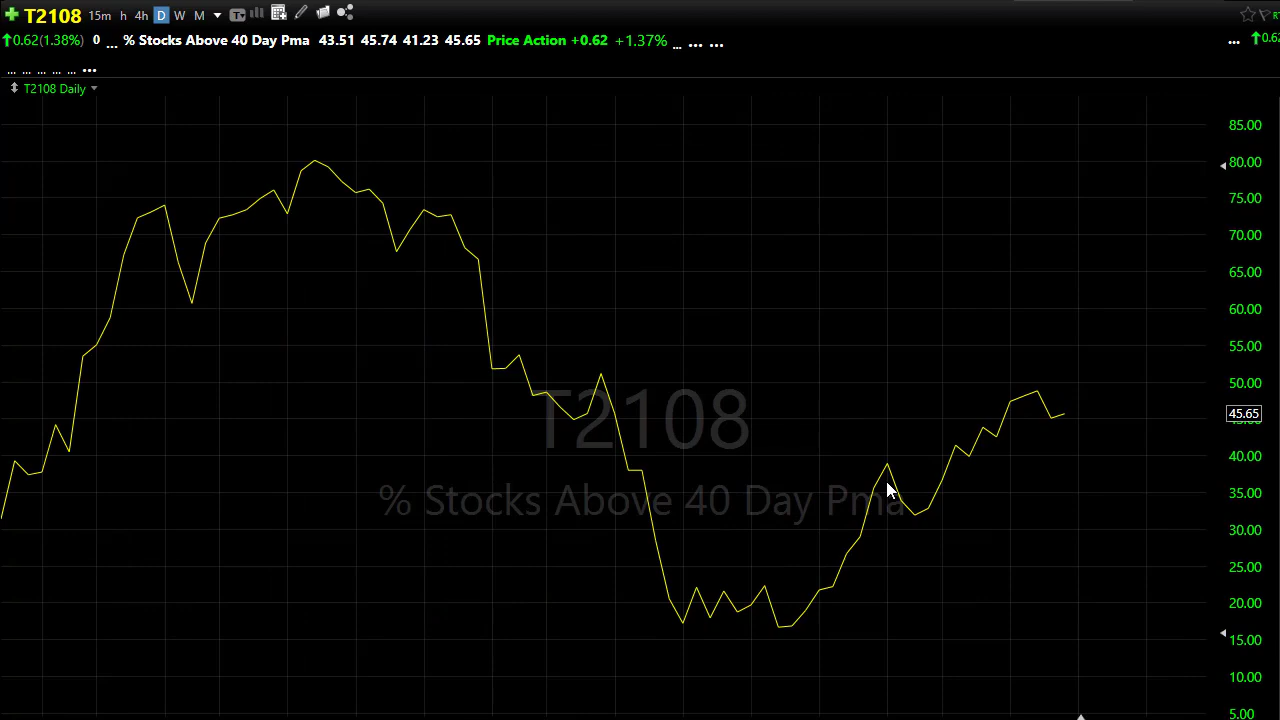 T2108 15m h 4h D W M T
0.62(1.38%) 0 ... % Stocks Above 40 Day Pma 43.51 45.74 41.23 45.65 Price Action +0.62 +1.37% ... ... ... ... 0.62
... ... ... ... ... ...
T2108 Daily
85.00
80.00
75.00
70.00
65.00
60.00
55.00
50.00
45.65
40.00
35.00
30.00
25.00
20.00
15.00
10.00
5.00
T2108
% Stocks Above 40 Day Pma